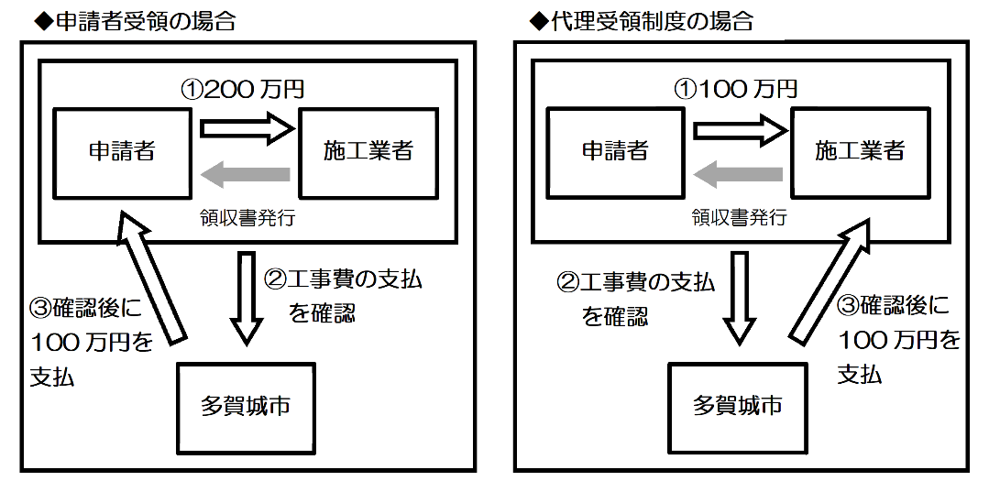 ◆申請者受領の場合
①200万円
申請者
施工業者
領収書発行
②工事費の支払
を確認
③確認後に
100万円を
支払
多賀城市
◆代理受領制度の場合
①100万円
申請者
施工業者
領収書発行
②工事費の支払
を確認
③確認後に
100万円を
支払
多賀城市